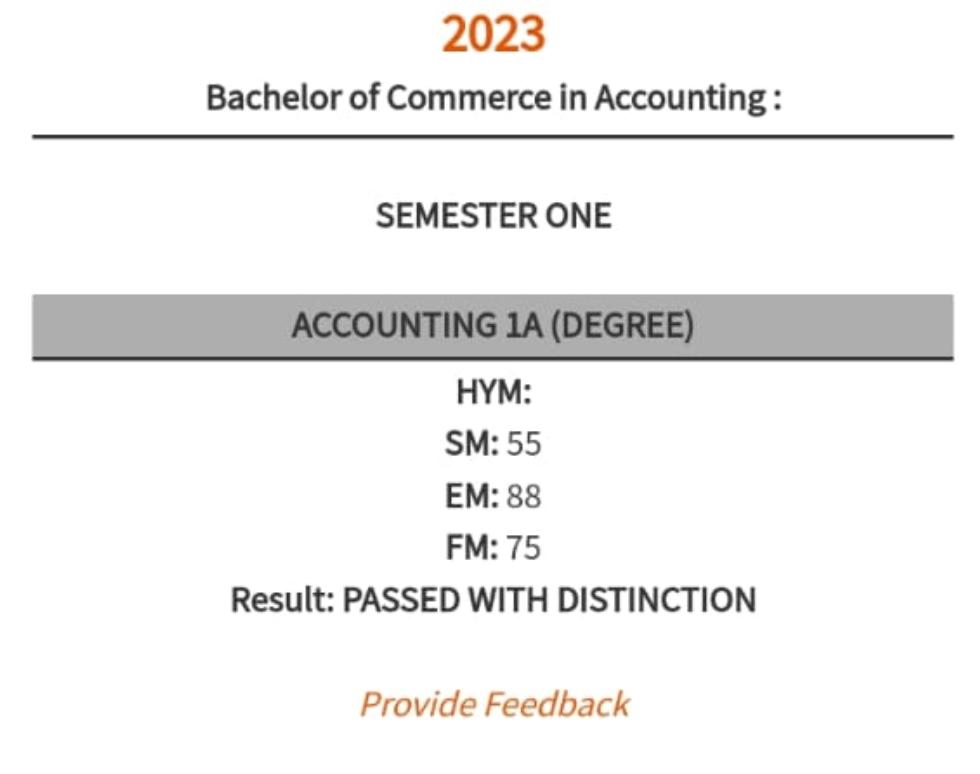 2023
Bachelor of Commerce in Accounting :
SEMESTER ONE
ACCOUNTING 1A (DEGREE)
HYM:
SM: 55
EM: 88
FM: 75
Result: PASSED WITH DISTINCTION
Provide Feedback